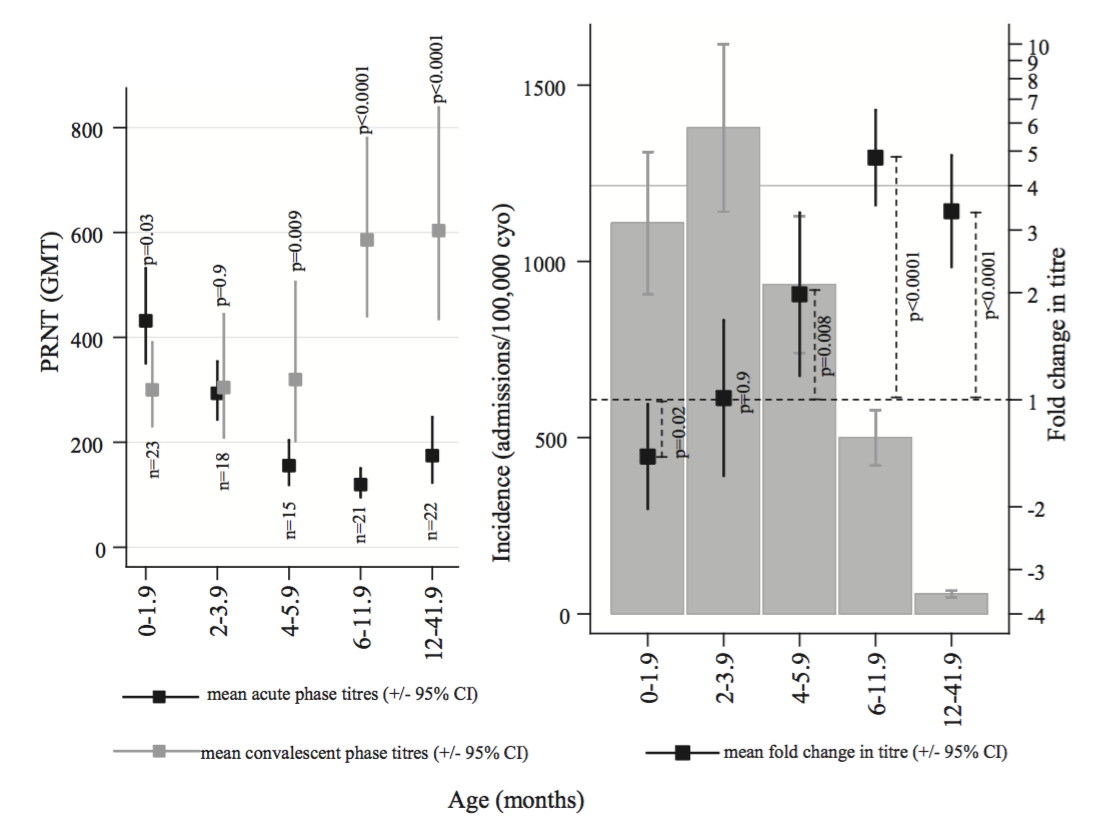 PRNT (GMT)
800
600
400
200
0
p=0.03
p=0.9
p=0.009
p<0.0001
p<0.0001
n=23
n=18
n=15
n=21
n=22
0-1.9
2-3.9
4-5.9
6-11.9
12-41.9
mean acute phase titres (+/- 95% CI)
mean convalescent phase titres (+/- 95% CI)
Incidence (admissions/100,000 cyo)
1500
1000
500
0
p=0.02
p=0.9
p=0.008
p<0.0001
p<0.0001
10
9
8
7
6
5
4
3
2
1
-2
-3
-4
Fold change in titre
0-1.9
2-3.9
4-5.9
6-11.9
12-41.9
mean fold change in titre (+/- 95% CI)
Age (months)